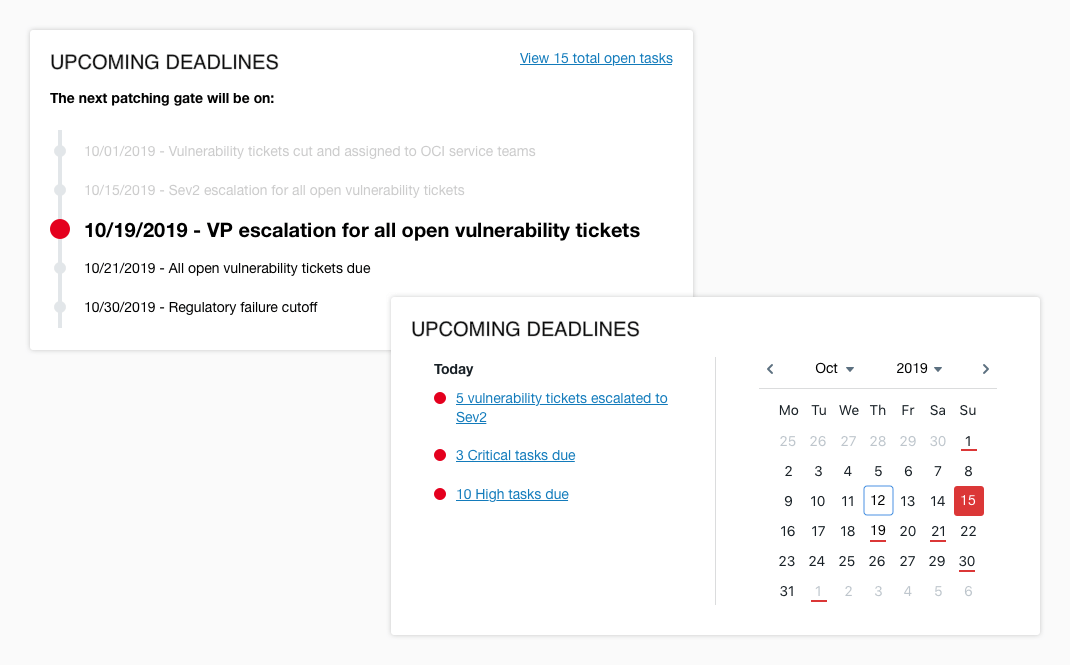 UPCOMING DEADLINES
View 15 total open tasks
The next patching gate will be on:
10/01/2019 - Vulnerability tickets cut and assigned to OCI service teams
10/15/2019 - Sev2 escalation for all open vulnerability tickets
10/19/2019 - VP escalation for all open vulnerability tickets
10/21/2019 - All open vulnerability tickets due
10/30/2019 - Regulatory failure cutoff
UPCOMING DEADLINES
Today
5 vulnerability tickets escalated to
Sev2
3 Critical tasks due
10 High tasks due
Oct 2019
Mo Tu We Th Fr Sa Su
25 26 27 28 29 30 1
2 3 4 5 6 7 8
9 10 11 12 13 14 15
16 17 18 19 20 21 22
23 24 25 26 27 29 30
31 1 2 3 4 5 6